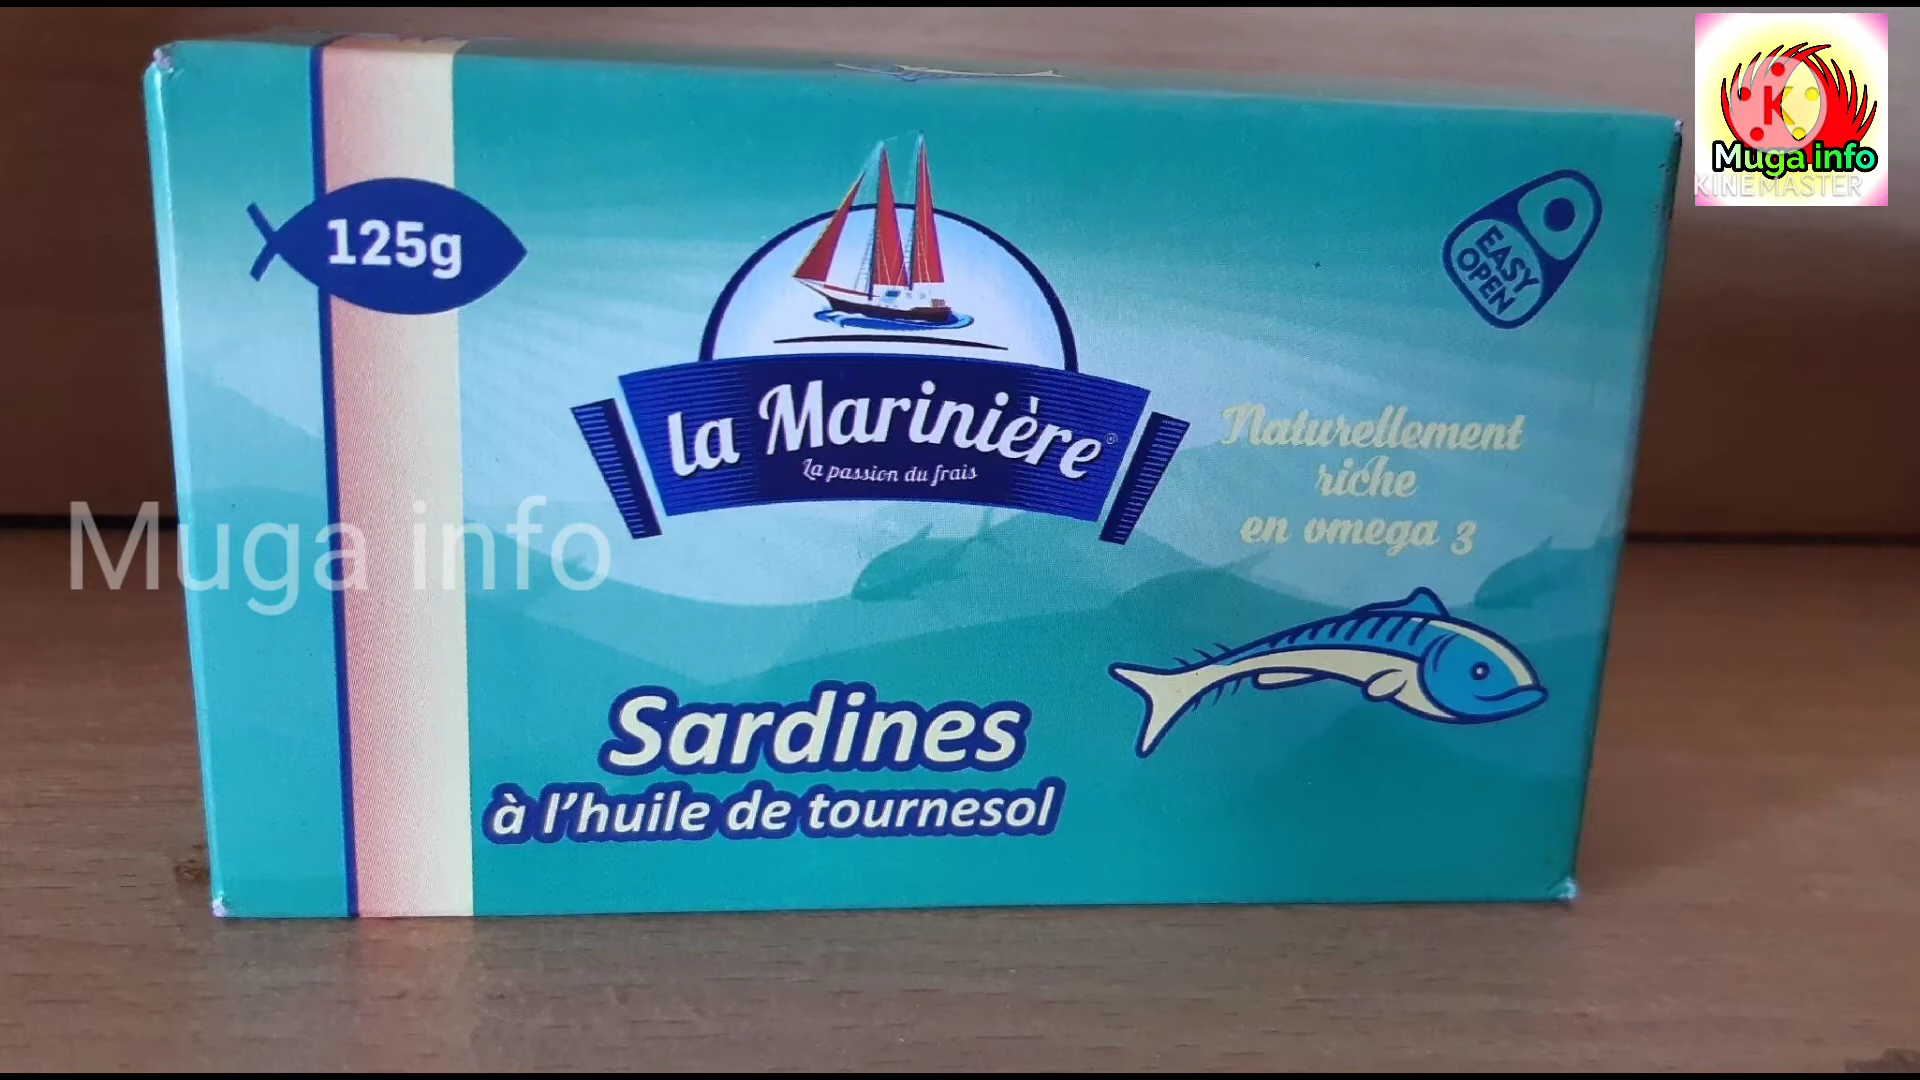 Muga info
KINEMASTER
125g
EASY
OPEN
la Marinière®
La passion du frais
Naturellement
riche
en omega 3
Muga info
Sardines
à l'huile de tournesol